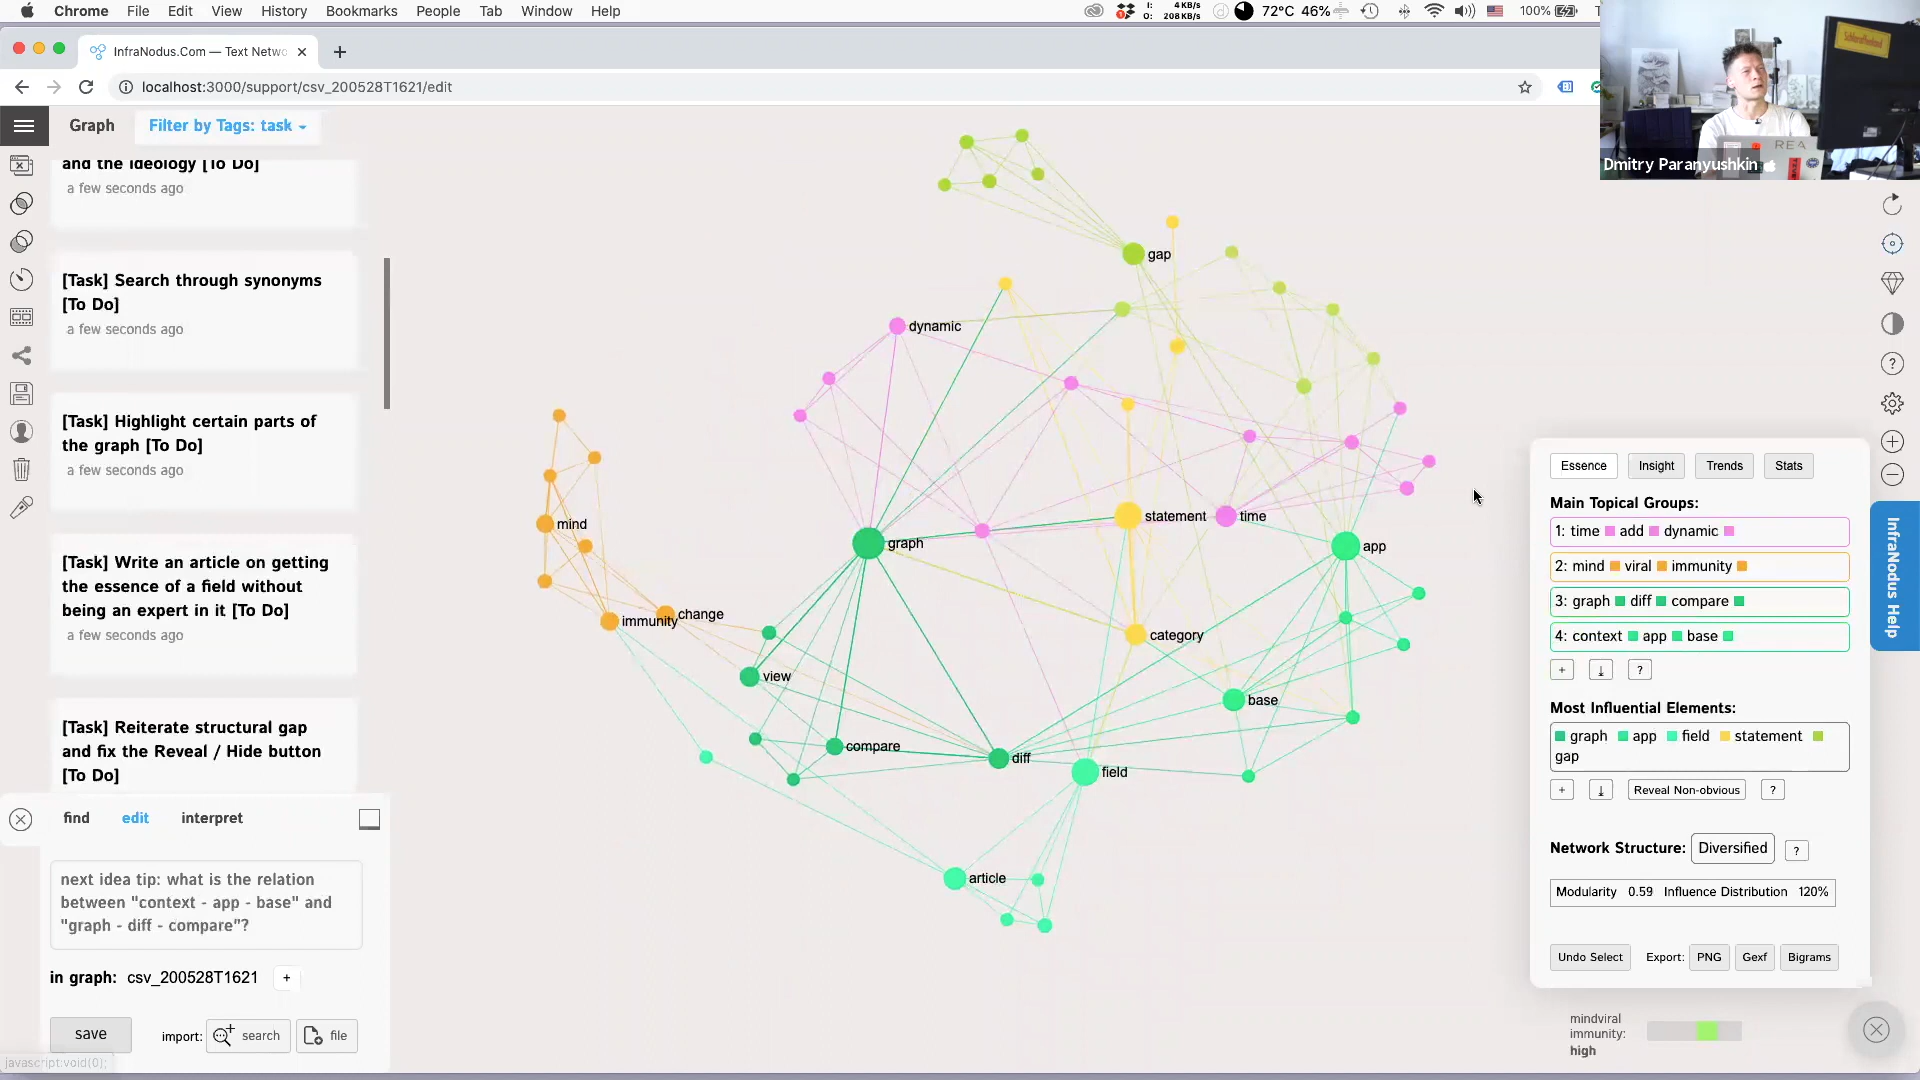 Chrome File Edit View History Bookmarks People Tab Window Help
I: 4 KB/s
O: 208 KB/s
72°C 46%
100%
InfraNodus.Com — Text Netwo
localhost:3000/support/csv_200528T1621/edit
Dmitry Paranyushkin
REA
Graph
Filter by Tags: task
and the ideology [To Do]
a few seconds ago
[Task] Search through synonyms
[To Do]
a few seconds ago
[Task] Highlight certain parts of
the graph [To Do]
a few seconds ago
[Task] Write an article on getting
the essence of a field without
being an expert in it [To Do]
a few seconds ago
[Task] Reiterate structural gap
and fix the Reveal / Hide button
[To Do]
find edit interpret
next idea tip: what is the relation
between "context - app - base" and
"graph - diff - compare"?
in graph: csv_200528T1621 +
save
import: search file
javascript:void(0);
gap
dynamic
mind
graph
statement
time
app
change
immunity
category
view
base
compare
diff
field
article
Essence Insight Trends Stats
Main Topical Groups:
1: time add dynamic
2: mind viral immunity
3: graph diff compare
4: context app base
+ ↓ ?
Most Influential Elements:
graph app field statement
gap
+ ↓ Reveal Non-obvious ?
Network Structure: Diversified ?
Modularity 0.59 Influence Distribution 120%
Undo Select Export: PNG Gexf Bigrams
mindviral
immunity:
high
InfraNodus Help